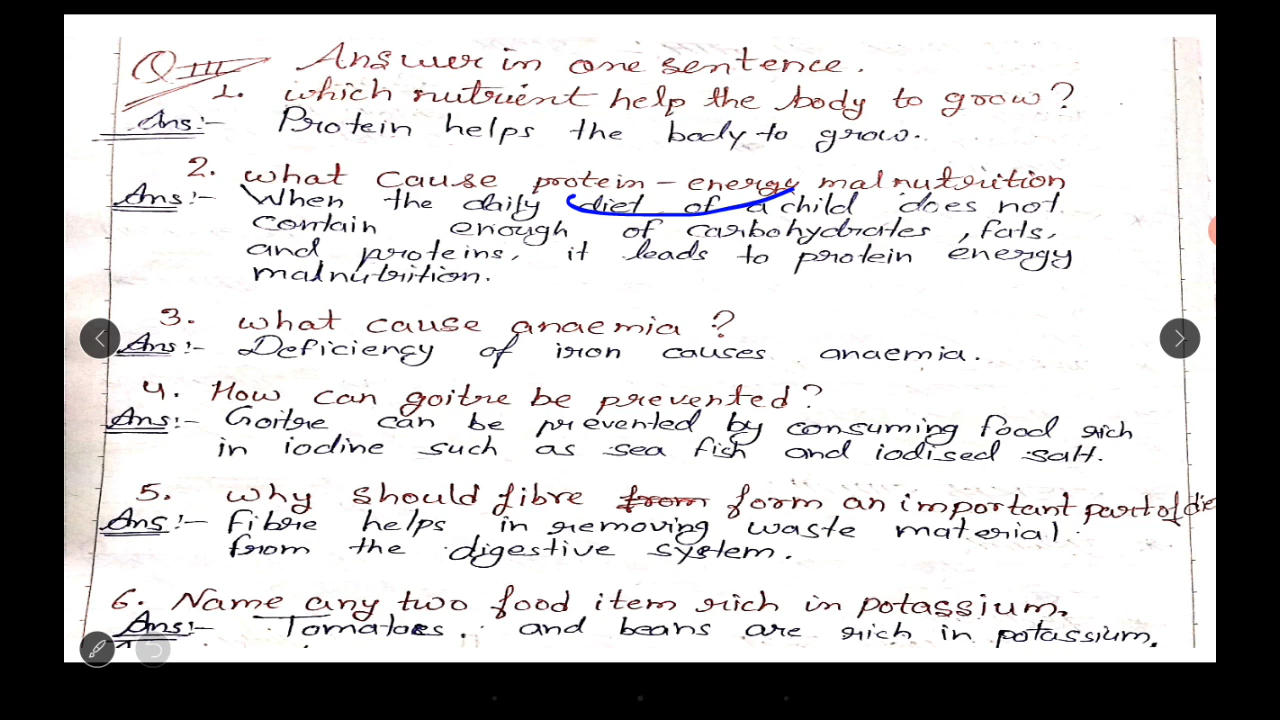 Q III Answer in one sentence.
1. which nutrient help the body to grow?
Ans:- Protein helps the body to grow.
2. what cause protein-energy malnutrition
Ans:- When the daily diet of a child does not
contain enough of carbohydrates, fats,
and proteins, it leads to protein energy
malnutrition.
3. what cause anaemia ?
Ans:- Deficiency of iron causes anaemia.
4. How can goitre be prevented?
Ans:- Goitre can be prevented by consuming food rich
in iodine such as sea fish and iodised salt.
5. why should fibre from form an important part of die
Ans:- fibre helps in removing waste material
from the digestive system.
6. Name any two food item rich in potassium.
Ans:- Tomatoes. and beans are rich in potassium.